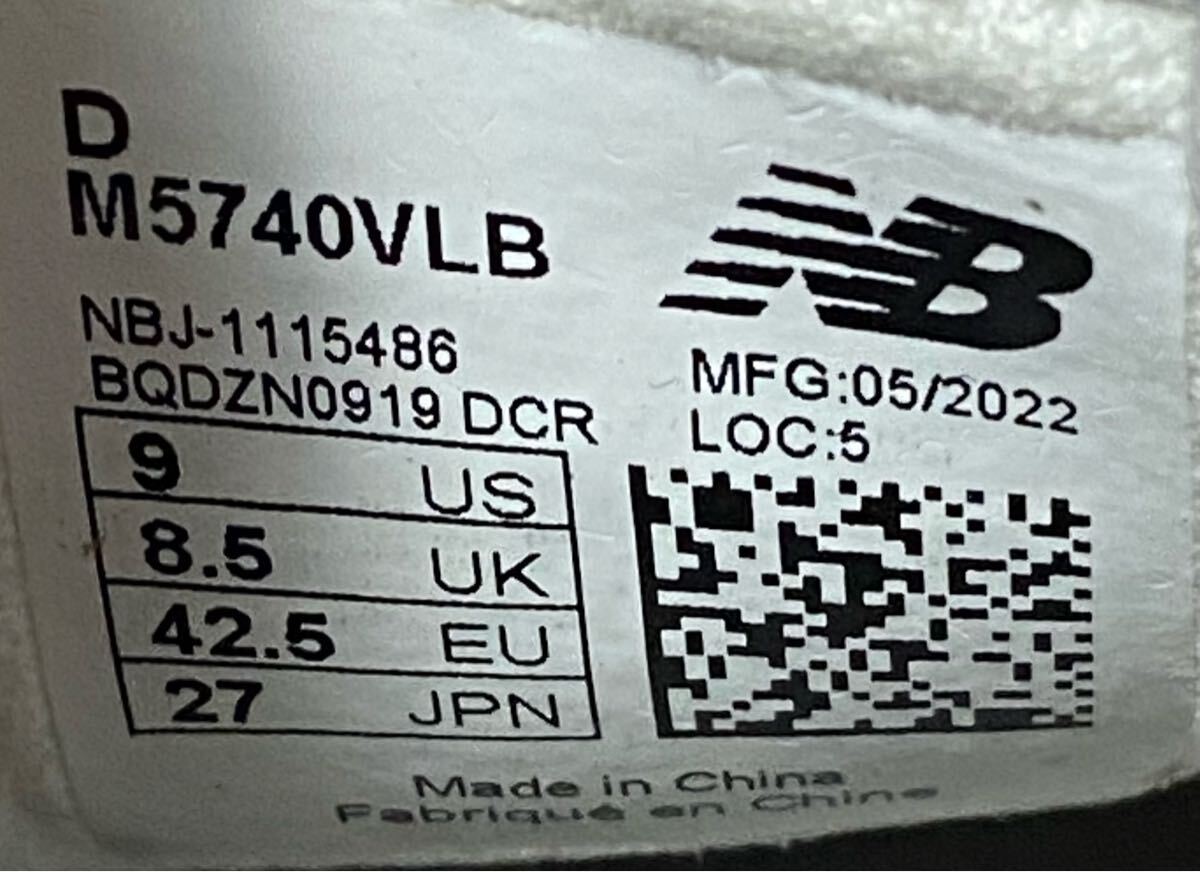 D
M5740VLB
NBJ-1115486
BQDZN0919 DCR
NB
MFG:05/2022
LOC:5
9 US
8.5 UK
42.5 EU
27 JPN
Made in China
Fabriqué en Chine